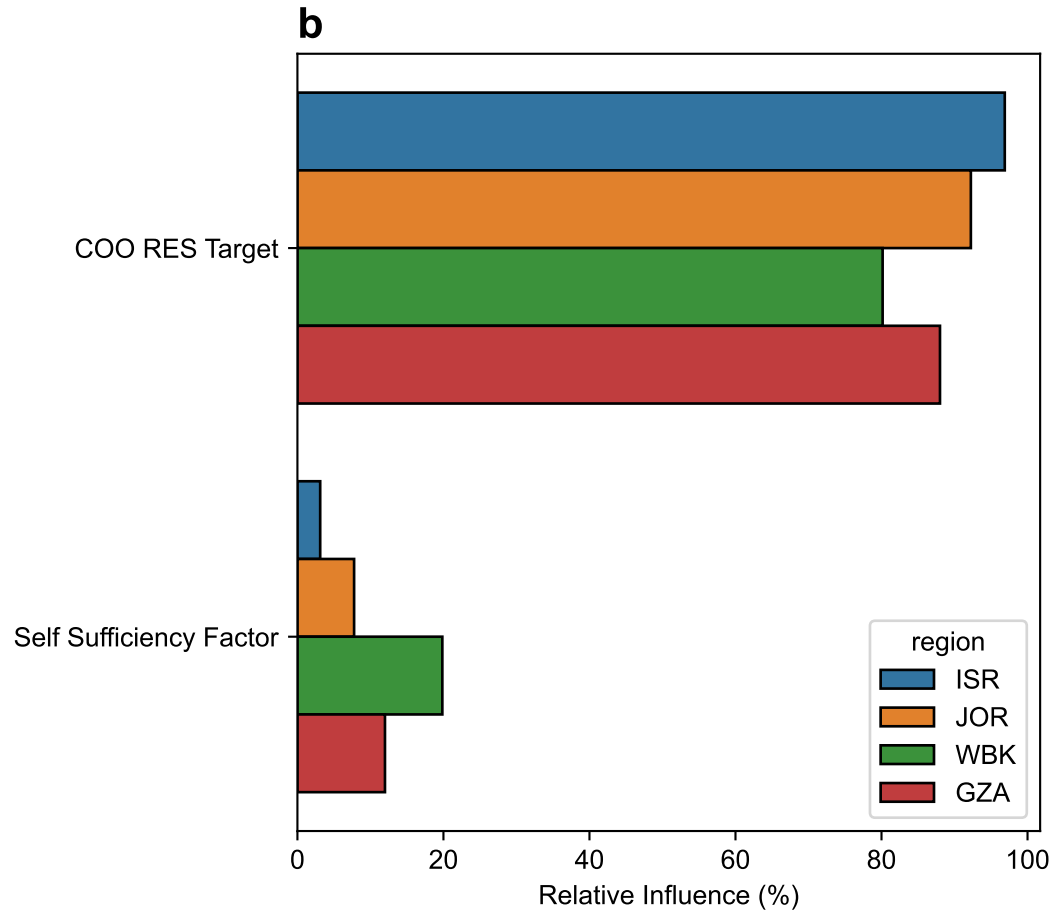 b
COO RES Target
Self Sufficiency Factor
region
ISR
JOR
WBK
GZA
0 20 40 60 80 100
Relative Influence (%)